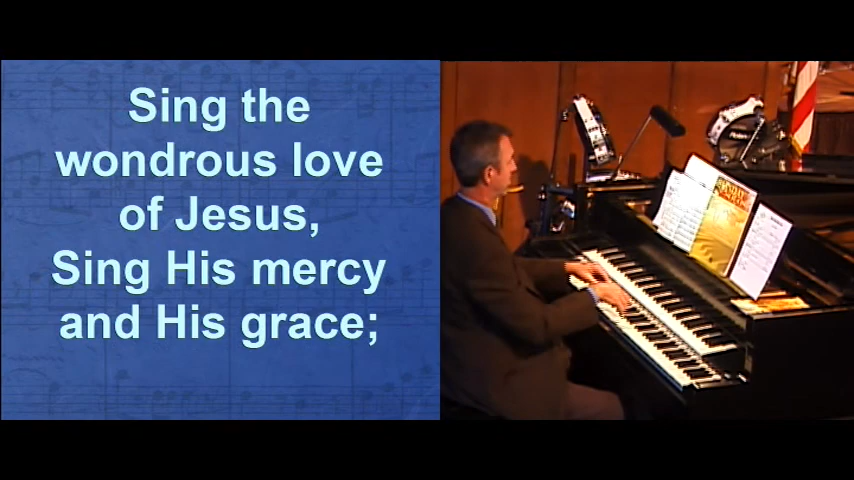 Sing the
wondrous love
of Jesus,
Sing His mercy
and His grace;